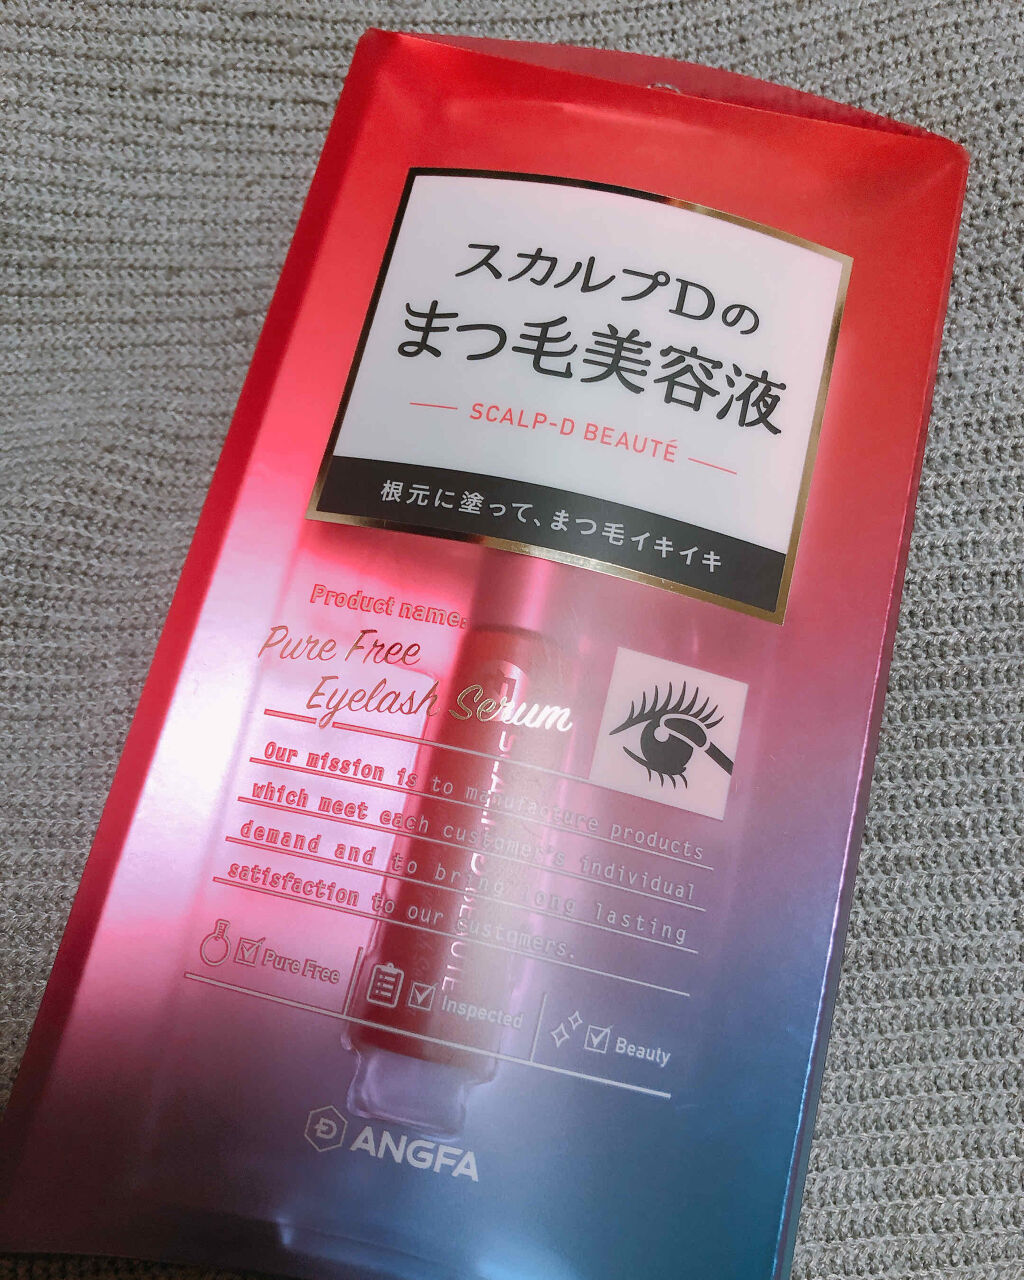 スカルプDの
まつ毛美容液
SCALP-D BEAUTÉ
根元に塗って、まつ毛イキイキ
Product name:
Pure Free
Eyelash Serum
Our mission is to manufacture products
which meet each customer's individual
demand and to bring long lasting
satisfaction to our customers.
Pure Free
Inspected
Beauty
ANGFA